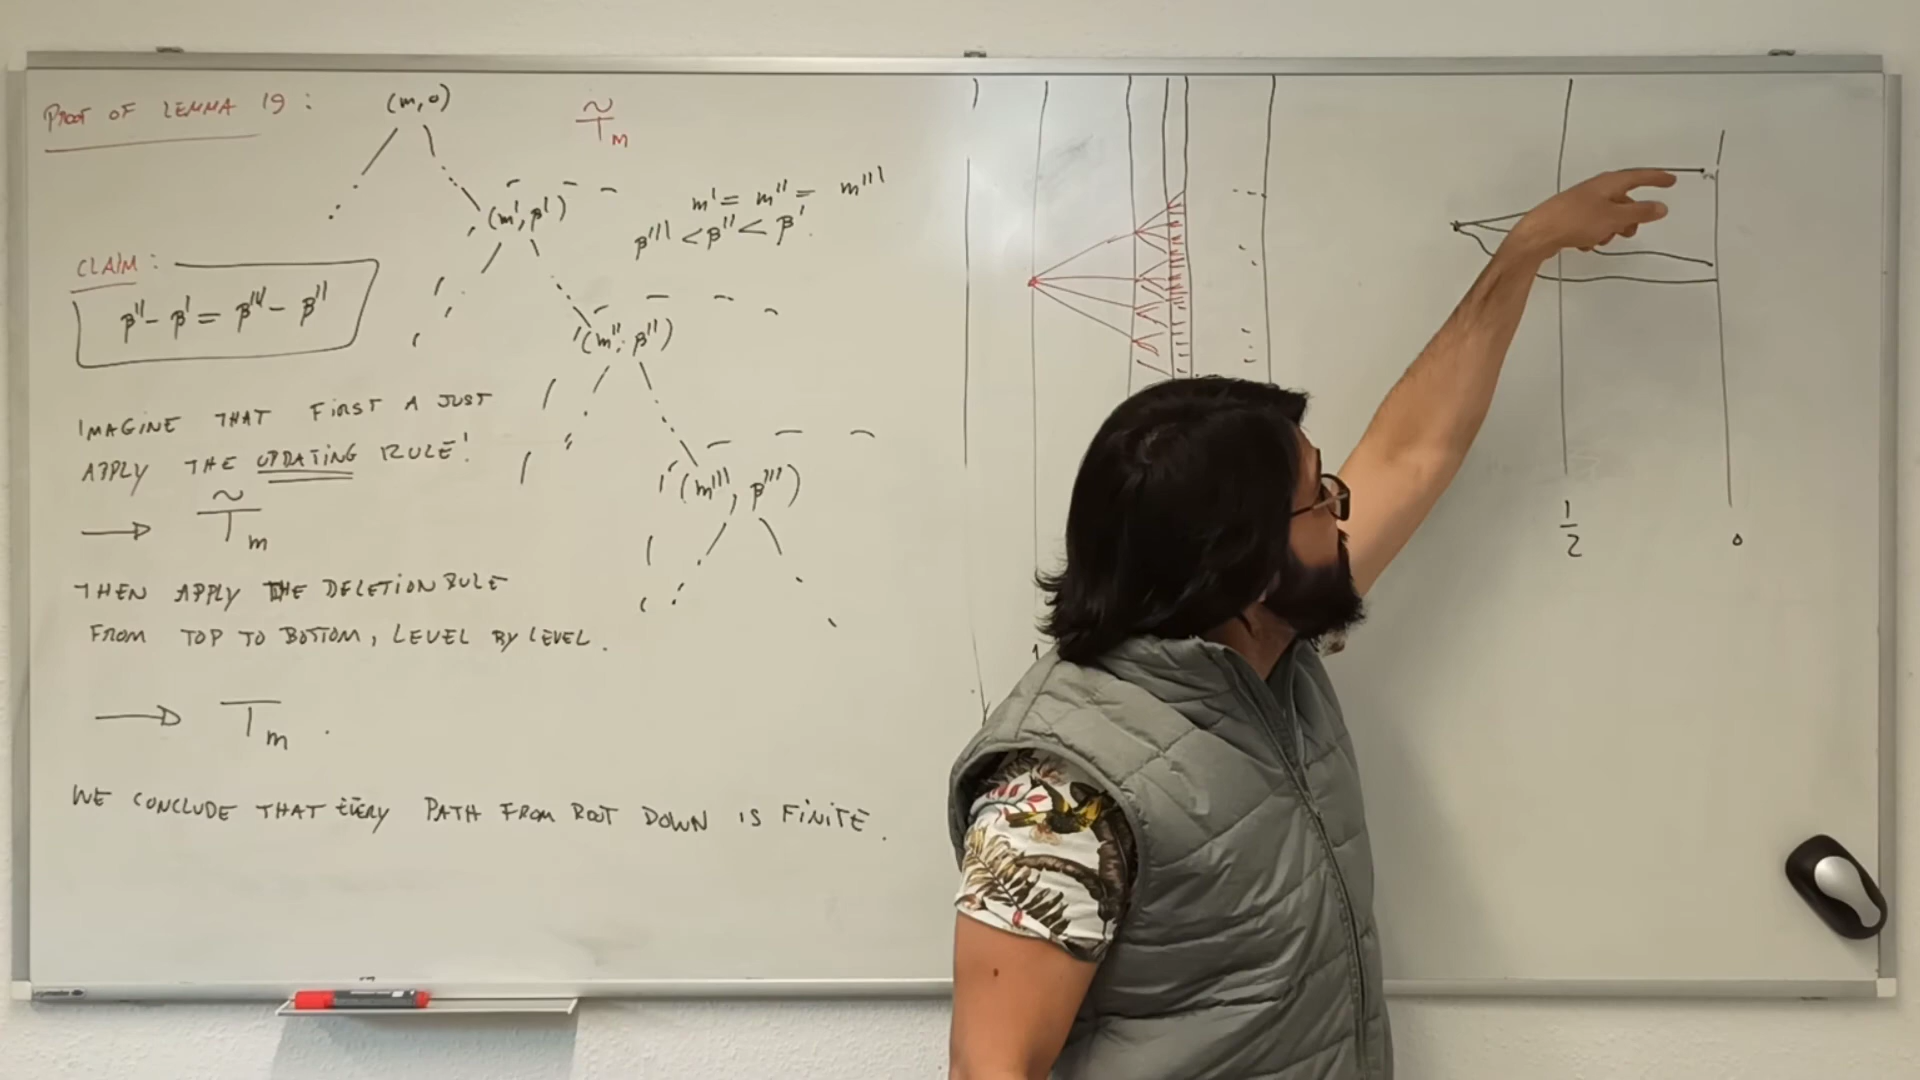 PROOF OF LEMMA 19 :
(m, 0)
T̃m
(m', β')
m' = m'' = m'''
β''' < β'' < β'.
CLAIM :
β'' - β' = β''' - β''
(m'', β'')
(m''', β''')
IMAGINE THAT FIRST A JUST
APPLY THE UPDATING RULE!
→ T̃m
THEN APPLY THE DELETION RULE
FROM TOP TO BOTTOM, LEVEL BY LEVEL.
→ Tm.
WE CONCLUDE THAT EVERY PATH FROM ROOT DOWN IS FINITE.
1/2
0